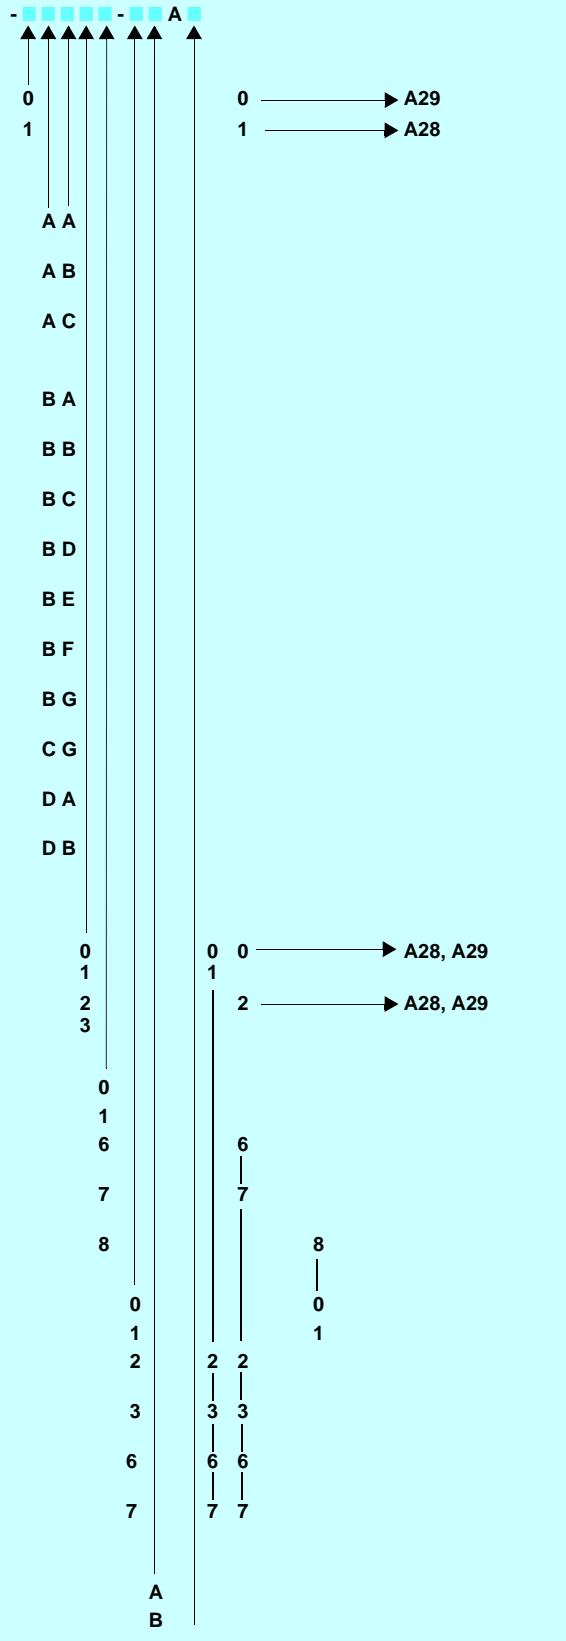 - - A
0 0 A29
1 1 A28
A A
A B
A C
B A
B B
B C
B D
B E
B F
B G
C G
D A
D B
0 0 0 A28, A29
1 1
2 2 A28, A29
3
0
1
6 6
7 7
8 8
0 0
1 1
2 2 2
3 3 3
6 6 6
7 7 7
A
B